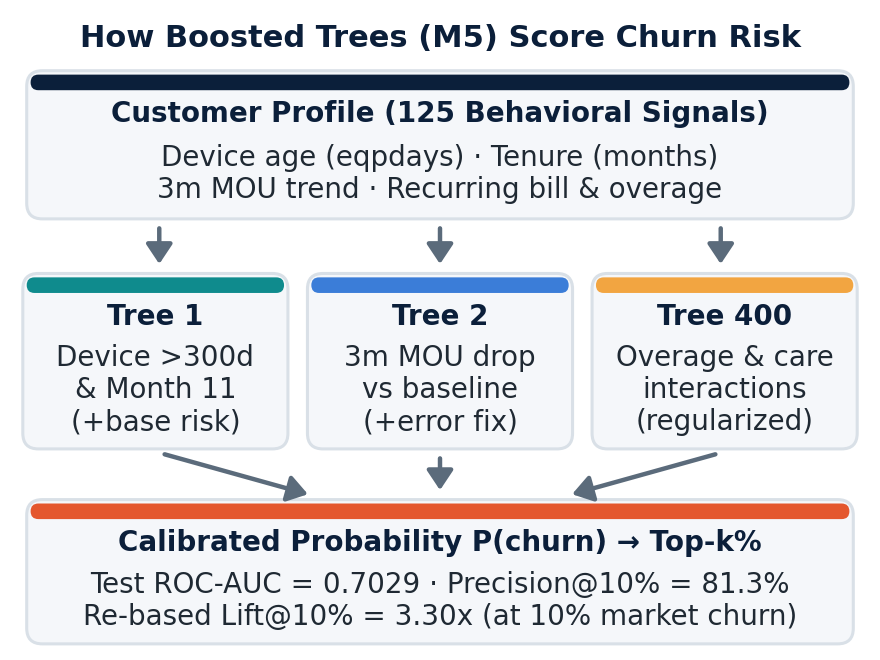 How Boosted Trees (M5) Score Churn Risk
Customer Profile (125 Behavioral Signals)
Device age (eqpdays) · Tenure (months)
3m MOU trend · Recurring bill & overage
Tree 1
Device >300d
& Month 11
(+base risk)
Tree 2
3m MOU drop
vs baseline
(+error fix)
Tree 400
Overage & care
interactions
(regularized)
Calibrated Probability P(churn) → Top-k%
Test ROC-AUC = 0.7029 · Precision@10% = 81.3%
Re-based Lift@10% = 3.30x (at 10% market churn)